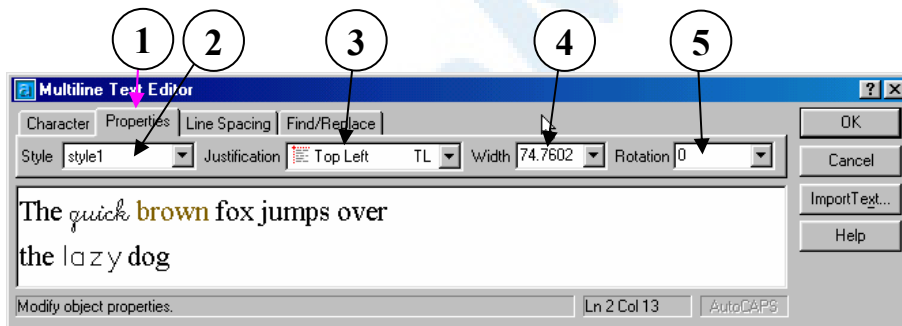 1 2 3 4 5
Multiline Text Editor
Character Properties Line Spacing Find/Replace OK
Style style1 Justification Top Left TL Width 74.7602 Rotation 0 Cancel
The quick brown fox jumps over ImportText...
the lazy dog Help
Modify object properties. Ln 2 Col 13 AutoCAPS